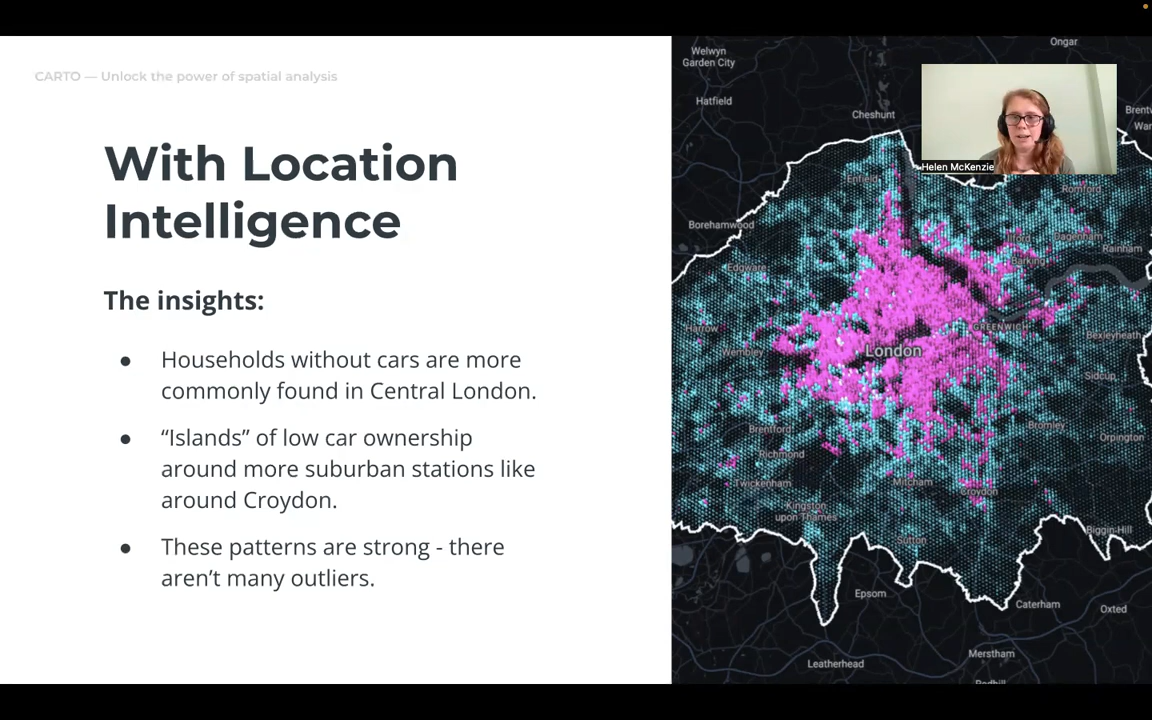 CARTO — Unlock the power of spatial analysis
With Location
Intelligence
The insights:
● Households without cars are more
commonly found in Central London.
● “Islands” of low car ownership
around more suburban stations like
around Croydon.
● These patterns are strong - there
aren’t many outliers.
Welwyn
Garden City
Ongar
Hatfield
Cheshunt
Helen McKenzie
Enfield
Romford
Borehamwood
Dagenham
Rainham
Barking
Edgware
Harrow
GREENWICH
Wembley
London
Bexleyheath
Sidcup
Brentford
Bromley
Orpington
Richmond
Twickenham
Mitcham
Croydon
Kingston
upon Thames
Sutton
Biggin-Hill
Epsom
Caterham
Oxted
Merstham
Leatherhead